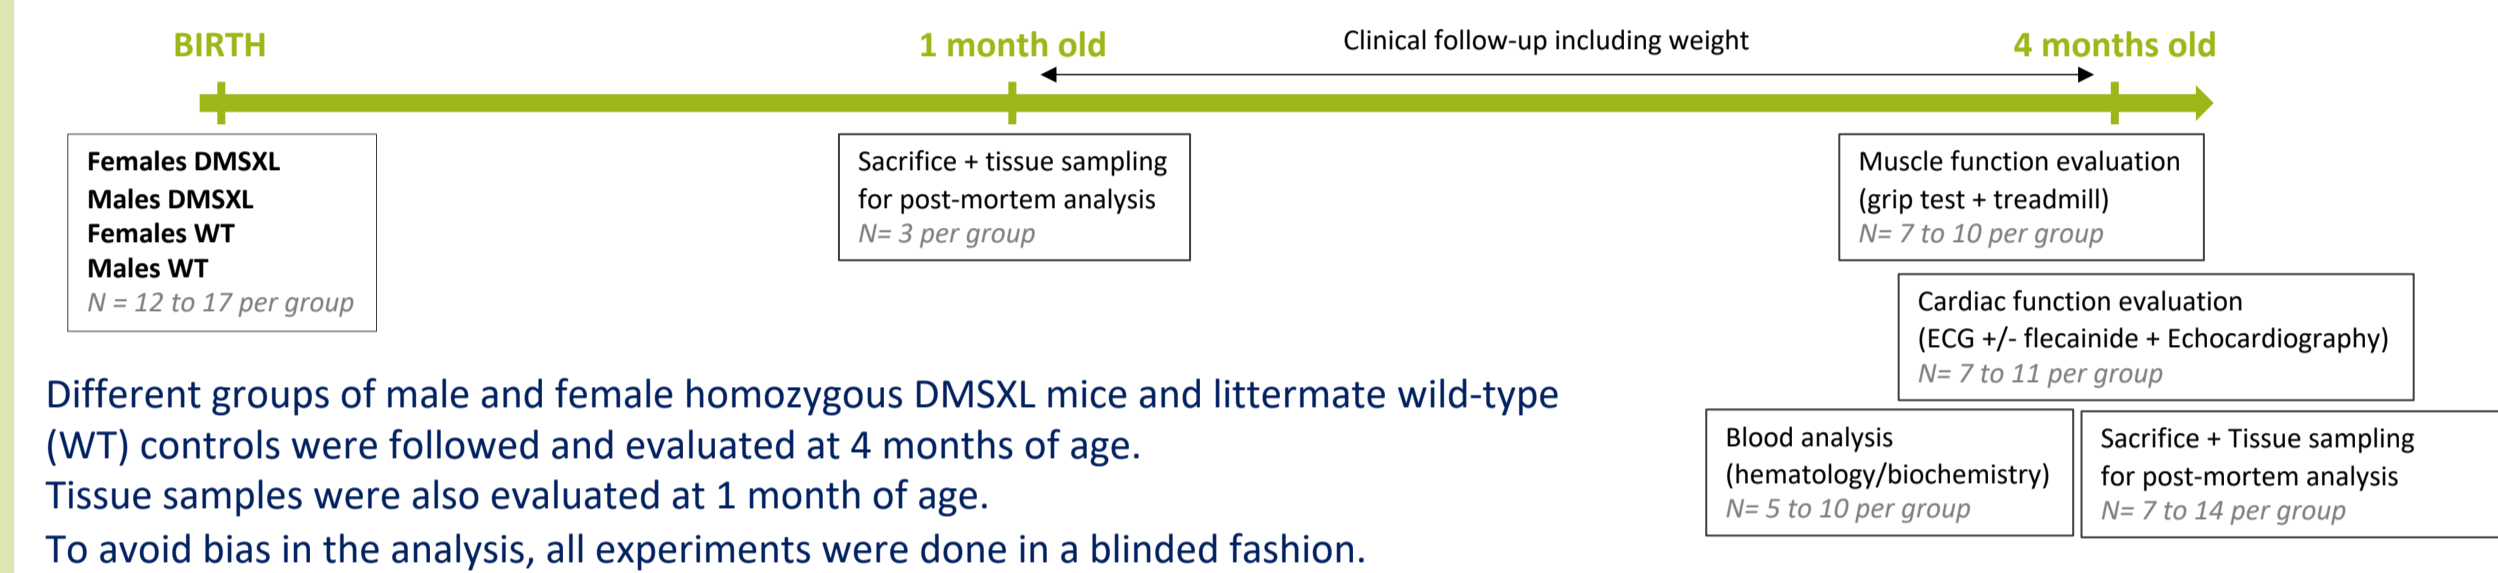 BIRTH
1 month old
Clinical follow-up including weight
4 months old
Females DMSXL
Males DMSXL
Females WT
Males WT
N = 12 to 17 per group
Sacrifice + tissue sampling
for post-mortem analysis
N= 3 per group
Muscle function evaluation
(grip test + treadmill)
N= 7 to 10 per group
Cardiac function evaluation
(ECG +/- flecainide + Echocardiography)
N= 7 to 11 per group
Blood analysis
(hematology/biochemistry)
N= 5 to 10 per group
Sacrifice + Tissue sampling
for post-mortem analysis
N= 7 to 14 per group
Different groups of male and female homozygous DMSXL mice and littermate wild-type
(WT) controls were followed and evaluated at 4 months of age.
Tissue samples were also evaluated at 1 month of age.
To avoid bias in the analysis, all experiments were done in a blinded fashion.